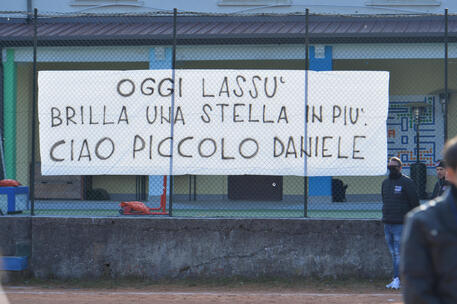 OGGI LASSU'
BRILLA UNA STELLA IN PIU'.
CIAO PICCOLO DANIELE